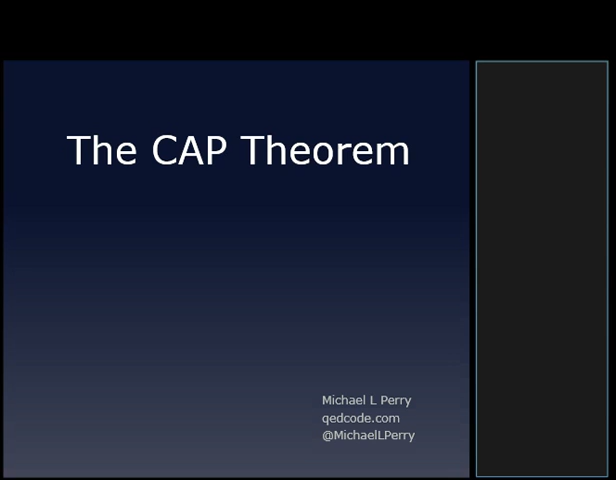 The CAP Theorem
Michael L Perry
qedcode.com
@MichaelLPerry